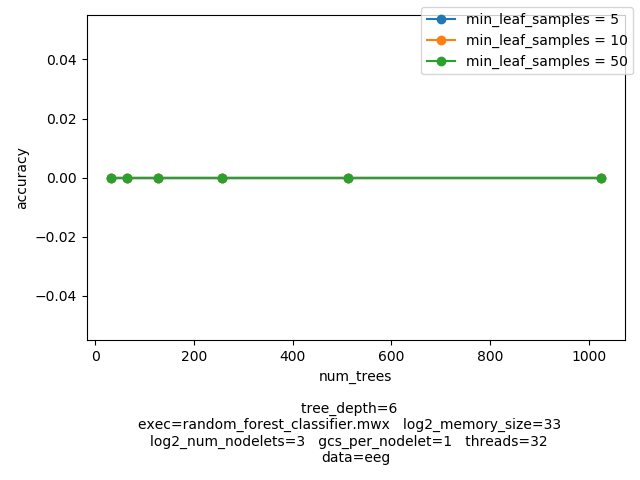 min_leaf_samples = 5
min_leaf_samples = 10
min_leaf_samples = 50
accuracy
0.04
0.02
0.00
−0.02
−0.04
0 200 400 600 800 1000
num_trees
tree_depth=6
exec=random_forest_classifier.mwx log2_memory_size=33
log2_num_nodelets=3 gcs_per_nodelet=1 threads=32
data=eeg